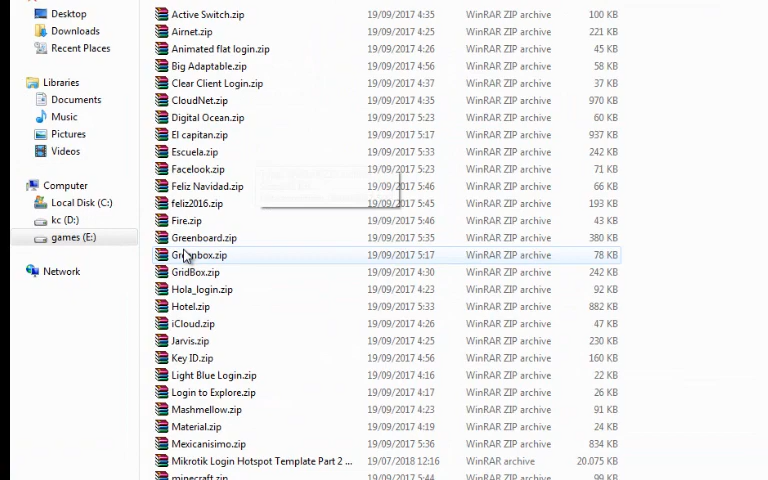 Desktop
Downloads
Recent Places
Libraries
Documents
Music
Pictures
Videos
Computer
Local Disk (C:)
kc (D:)
games (E:)
Network
Active Switch.zip 19/09/2017 4:35 WinRAR ZIP archive 100 KB
Airnet.zip 19/09/2017 4:25 WinRAR ZIP archive 221 KB
Animated flat login.zip 19/09/2017 4:26 WinRAR ZIP archive 45 KB
Big Adaptable.zip 19/09/2017 4:56 WinRAR ZIP archive 58 KB
Clear Client Login.zip 19/09/2017 4:37 WinRAR ZIP archive 37 KB
CloudNet.zip 19/09/2017 4:35 WinRAR ZIP archive 970 KB
Digital Ocean.zip 19/09/2017 5:23 WinRAR ZIP archive 60 KB
El capitan.zip 19/09/2017 5:17 WinRAR ZIP archive 937 KB
Escuela.zip 19/09/2017 5:33 WinRAR ZIP archive 242 KB
Facelook.zip 19/09/2017 5:23 WinRAR ZIP archive 71 KB
Feliz Navidad.zip 19/09/2017 5:46 WinRAR ZIP archive 66 KB
feliz2016.zip 19/09/2017 5:45 WinRAR ZIP archive 193 KB
Fire.zip 19/09/2017 5:46 WinRAR ZIP archive 43 KB
Greenboard.zip 19/09/2017 5:35 WinRAR ZIP archive 380 KB
Greenbox.zip 19/09/2017 5:17 WinRAR ZIP archive 78 KB
GridBox.zip 19/09/2017 4:30 WinRAR ZIP archive 242 KB
Hola_login.zip 19/09/2017 4:23 WinRAR ZIP archive 92 KB
Hotel.zip 19/09/2017 5:33 WinRAR ZIP archive 882 KB
iCloud.zip 19/09/2017 4:26 WinRAR ZIP archive 47 KB
Jarvis.zip 19/09/2017 4:25 WinRAR ZIP archive 230 KB
Key ID.zip 19/09/2017 4:56 WinRAR ZIP archive 160 KB
Light Blue Login.zip 19/09/2017 4:16 WinRAR ZIP archive 22 KB
Login to Explore.zip 19/09/2017 4:17 WinRAR ZIP archive 26 KB
Mashmellow.zip 19/09/2017 4:23 WinRAR ZIP archive 91 KB
Material.zip 19/09/2017 4:19 WinRAR ZIP archive 24 KB
Mexicanisimo.zip 19/09/2017 5:36 WinRAR ZIP archive 834 KB
Mikrotik Login Hotspot Template Part 2 ... 19/07/2018 12:16 WinRAR archive 20.075 KB
minecraft.zip 19/09/2017 5:44 WinRAR ZIP archive 99 KB